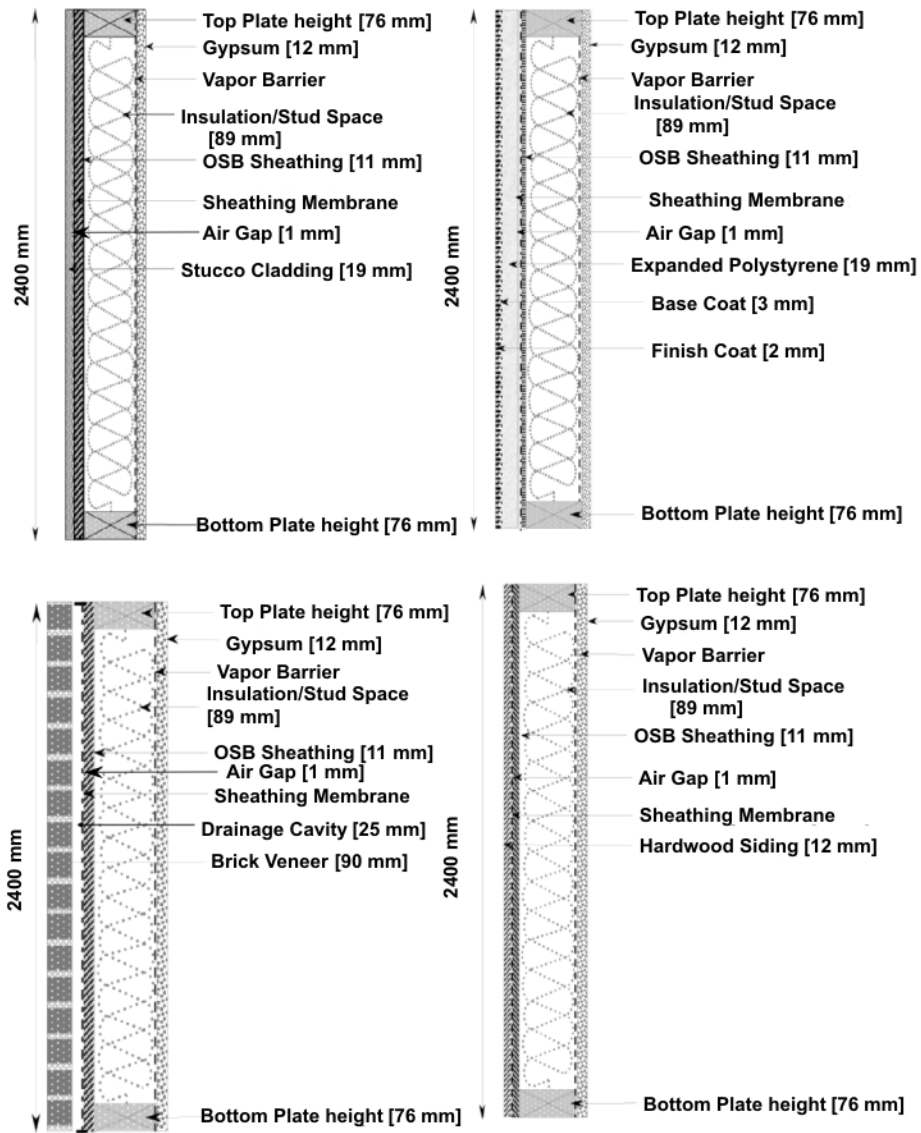 Top Plate height [76 mm]
Gypsum [12 mm]
Vapor Barrier
Insulation/Stud Space
[89 mm]
OSB Sheathing [11 mm]
Sheathing Membrane
Air Gap [1 mm]
Stucco Cladding [19 mm]
2400 mm
Bottom Plate height [76 mm]
Top Plate height [76 mm]
Gypsum [12 mm]
Vapor Barrier
Insulation/Stud Space
[89 mm]
OSB Sheathing [11 mm]
Sheathing Membrane
Air Gap [1 mm]
Expanded Polystyrene [19 mm]
Base Coat [3 mm]
Finish Coat [2 mm]
2400 mm
Bottom Plate height [76 mm]
Top Plate height [76 mm]
Gypsum [12 mm]
Vapor Barrier
Insulation/Stud Space
[89 mm]
OSB Sheathing [11 mm]
Air Gap [1 mm]
Sheathing Membrane
Drainage Cavity [25 mm]
Brick Veneer [90 mm]
2400 mm
Bottom Plate height [76 mm]
Top Plate height [76 mm]
Gypsum [12 mm]
Vapor Barrier
Insulation/Stud Space
[89 mm]
OSB Sheathing [11 mm]
Air Gap [1 mm]
Sheathing Membrane
Hardwood Siding [12 mm]
2400 mm
Bottom Plate height [76 mm]